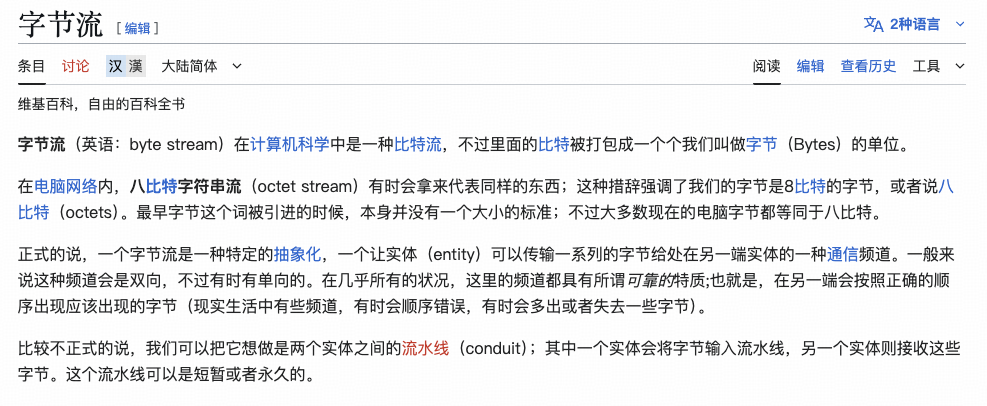 字节流 [编辑]
2种语言
条目 讨论 汉 漢 大陆简体
阅读 编辑 查看历史 工具
维基百科，自由的百科全书
字节流（英语：byte stream）在计算机科学中是一种比特流，不过里面的比特被打包成一个个我们叫做字节（Bytes）的单位。
在电脑网络内，八比特字符串流（octet stream）有时会拿来代表同样的东西；这种措辞强调了我们的字节是8比特的字节，或者说八
比特（octets）。最早字节这个词被引进的时候，本身并没有一个大小的标准；不过大多数现在的电脑字节都等同于八比特。
正式的说，一个字节流是一种特定的抽象化，一个让实体（entity）可以传输一系列的字节给处在另一端实体的一种通信频道。一般来
说这种频道会是双向，不过有时有单向的。在几乎所有的状况，这里的频道都具有所谓可靠的特质;也就是，在另一端会按照正确的顺
序出现应该出现的字节（现实生活中有些频道，有时会顺序错误，有时会多出或者失去一些字节）。
比较不正式的说，我们可以把它想做是两个实体之间的流水线（conduit）；其中一个实体会将字节输入流水线，另一个实体则接收这些
字节。这个流水线可以是短暂或者永久的。